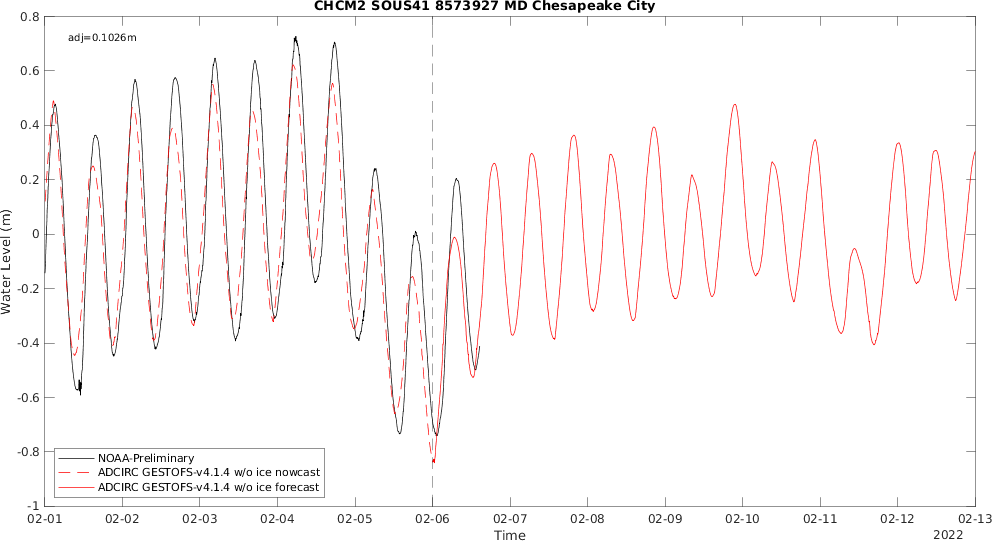 CHCM2 SOUS41 8573927 MD Chesapeake City
adj=0.1026m
0.8
0.6
0.4
0.2
0
-0.2
-0.4
-0.6
-0.8
-1
Water Level (m)
NOAA-Preliminary
ADCIRC GESTOFS-v4.1.4 w/o ice nowcast
ADCIRC GESTOFS-v4.1.4 w/o ice forecast
02-01 02-02 02-03 02-04 02-05 02-06 02-07 02-08 02-09 02-10 02-11 02-12 02-13
Time
2022